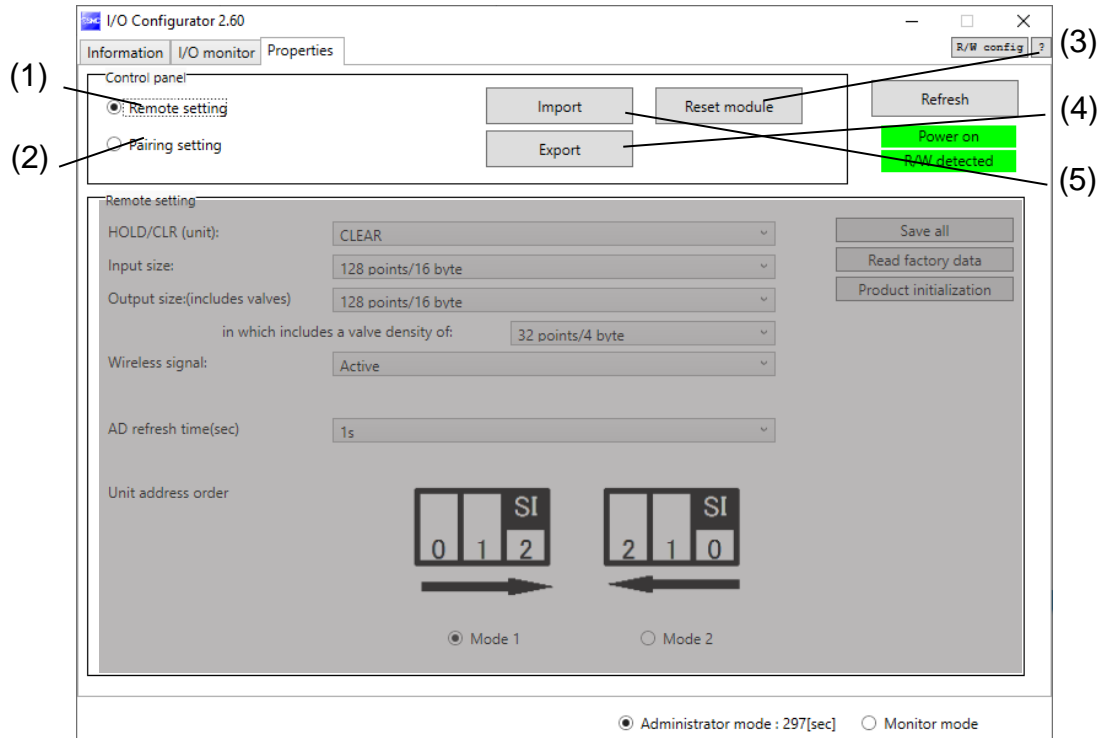 I/O Configurator 2.60
Information I/O monitor Properties R/W config ?
(1) (2) (3) (4) (5)
Control panel
Remote setting Import Reset module Refresh
Pairing setting Export Power on
R/W detected
Remote setting
HOLD/CLR (unit): CLEAR Save all
Input size: 128 points/16 byte Read factory data
Output size:(includes valves) 128 points/16 byte Product initialization
in which includes a valve density of: 32 points/4 byte
Wireless signal: Active
AD refresh time(sec) 1s
Unit address order
SI SI
0 1 2 2 1 0
Mode 1 Mode 2
Administrator mode : 297[sec] Monitor mode